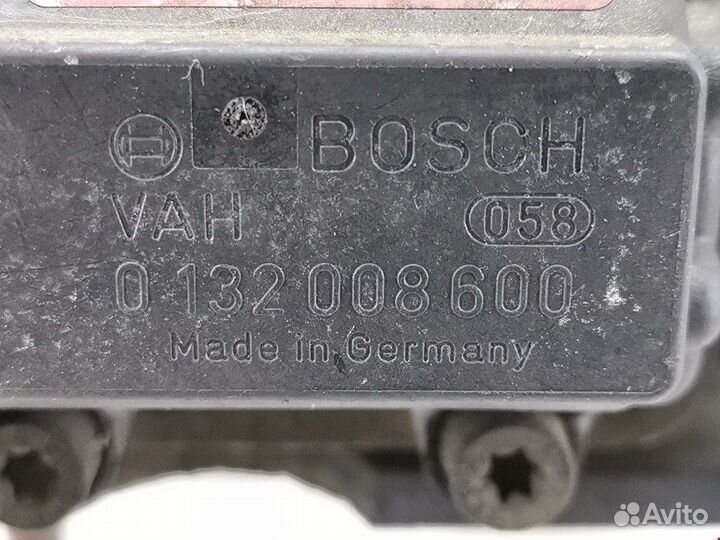 BOSCH
VAH 058
0 132 008 600
Made in Germany
Avito